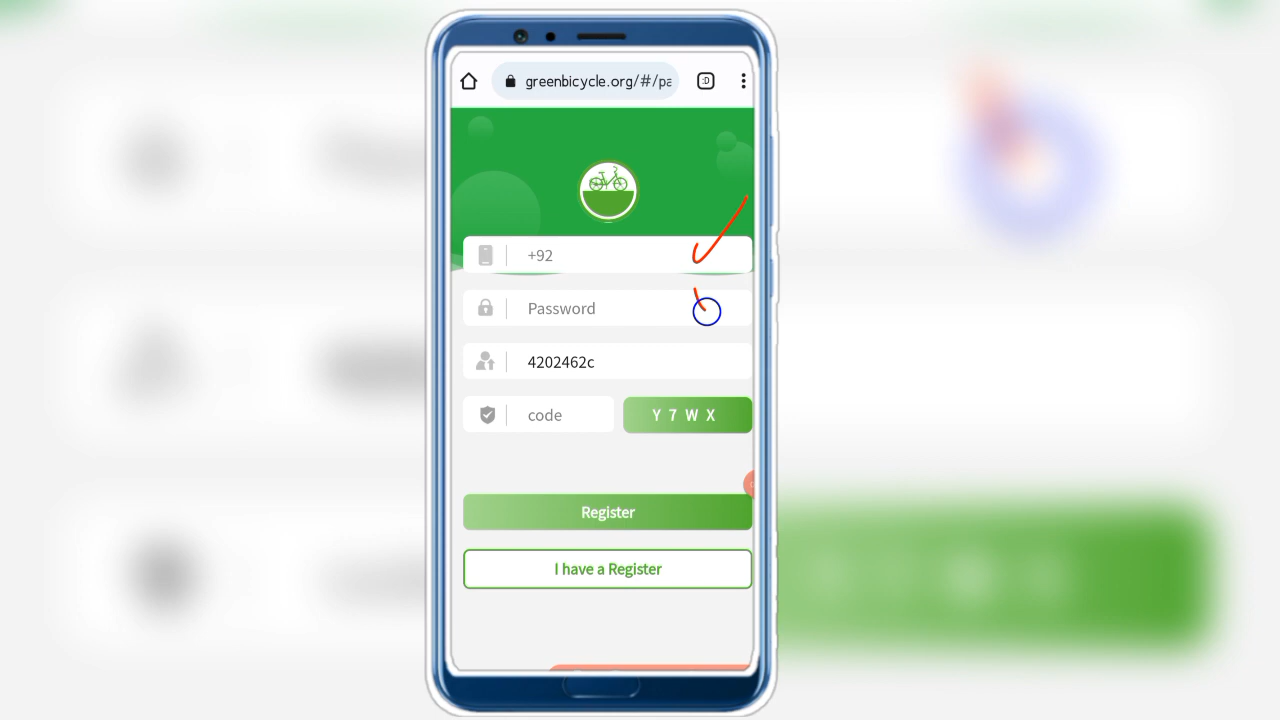 greenbicycle.org/#/pa
:D
+92
Password
4202462c
code
Y 7 W X
Register
I have a Register